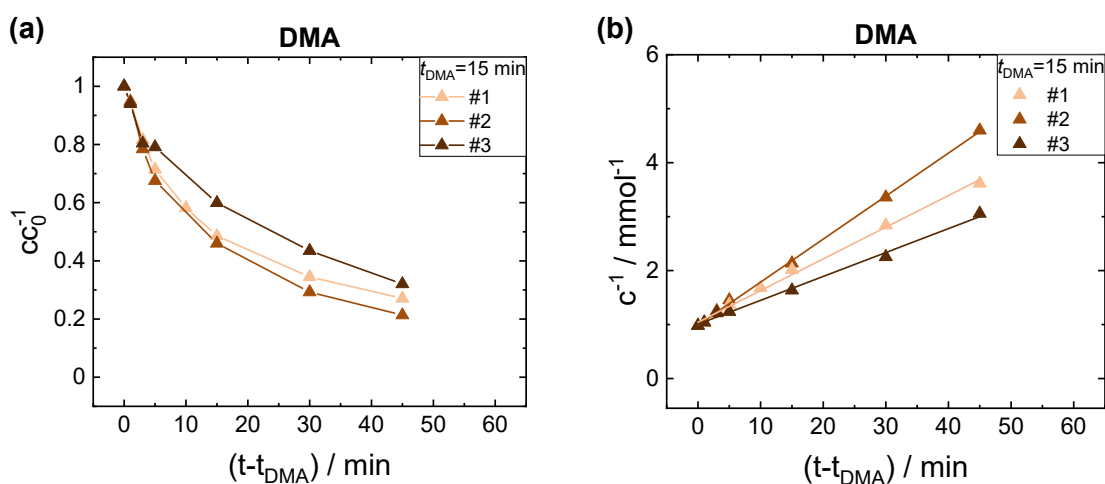 (a)
DMA
t_DMA=15 min
#1
#2
#3
1
0.8
0.6
0.4
0.2
0
cc₀⁻¹
0 10 20 30 40 50 60
(t-t_DMA) / min
(b)
DMA
t_DMA=15 min
#1
#2
#3
6
4
2
0
c⁻¹ / mmol⁻¹
0 10 20 30 40 50 60
(t-t_DMA) / min